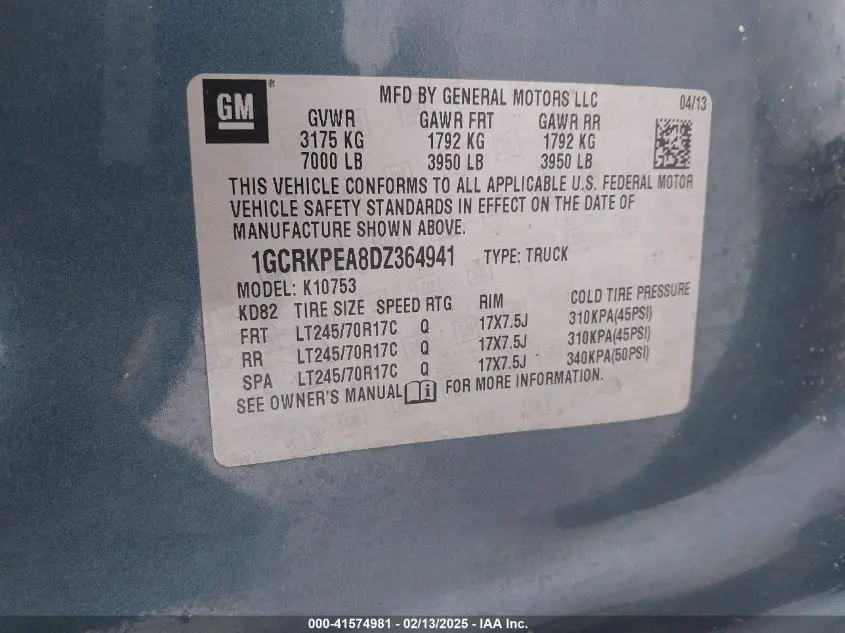 GM ®
MFD BY GENERAL MOTORS LLC 04/13
GVWR GAWR FRT GAWR RR
3175 KG 1792 KG 1792 KG
7000 LB 3950 LB 3950 LB
THIS VEHICLE CONFORMS TO ALL APPLICABLE U.S. FEDERAL MOTOR
VEHICLE SAFETY STANDARDS IN EFFECT ON THE DATE OF
MANUFACTURE SHOWN ABOVE.
1GCRKPEA8DZ364941 TYPE: TRUCK
MODEL: K10753
KD82 TIRE SIZE SPEED RTG RIM COLD TIRE PRESSURE
FRT LT245/70R17C Q 17X7.5J 310KPA(45PSI)
RR LT245/70R17C Q 17X7.5J 310KPA(45PSI)
SPA LT245/70R17C Q 17X7.5J 340KPA(50PSI)
SEE OWNER'S MANUAL i FOR MORE INFORMATION.
000-41574981 - 02/13/2025 - IAA Inc.